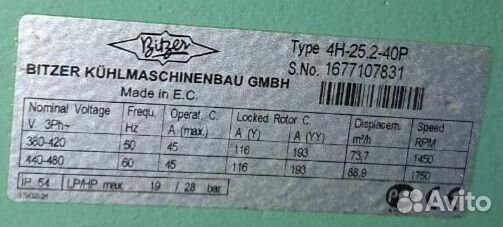 Bitzer
Type 4H-25.2-40P
S.No. 1677107831
BITZER KÜHLMASCHINENBAU GMBH
Made in E.C.
Nominal Voltage Frequ. Operat. C. Locked Rotor C. Displacem. Speed
V 3Ph~ Hz A (max.) A (Y) A (YY) m³/h RPM
380-420 50 45 116 193 73,7 1450
440-480 60 45 116 193 88,9 1750
IP 54 LP/HP max. 19 / 28 bar
Avito